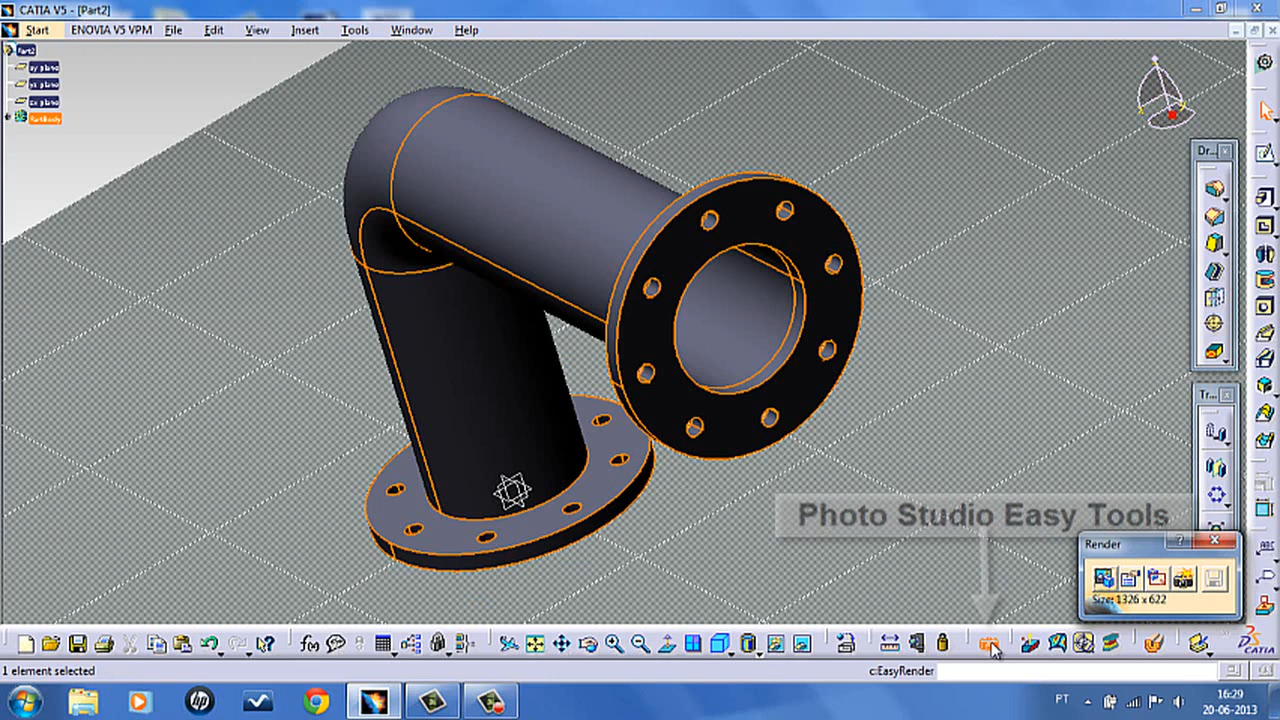 CATIA V5 - [Part2]
Start ENOVIA V5 VPM File Edit View Insert Tools Window Help
Part2
xy plane
yz plane
zx plane
PartBody
Dr...
Tr...
Photo Studio Easy Tools
Render
Size: 1326 x 622
f(x)
ABC
CATIA
1 element selected
c:EasyRender
hp
PT
16:29
20-06-2013